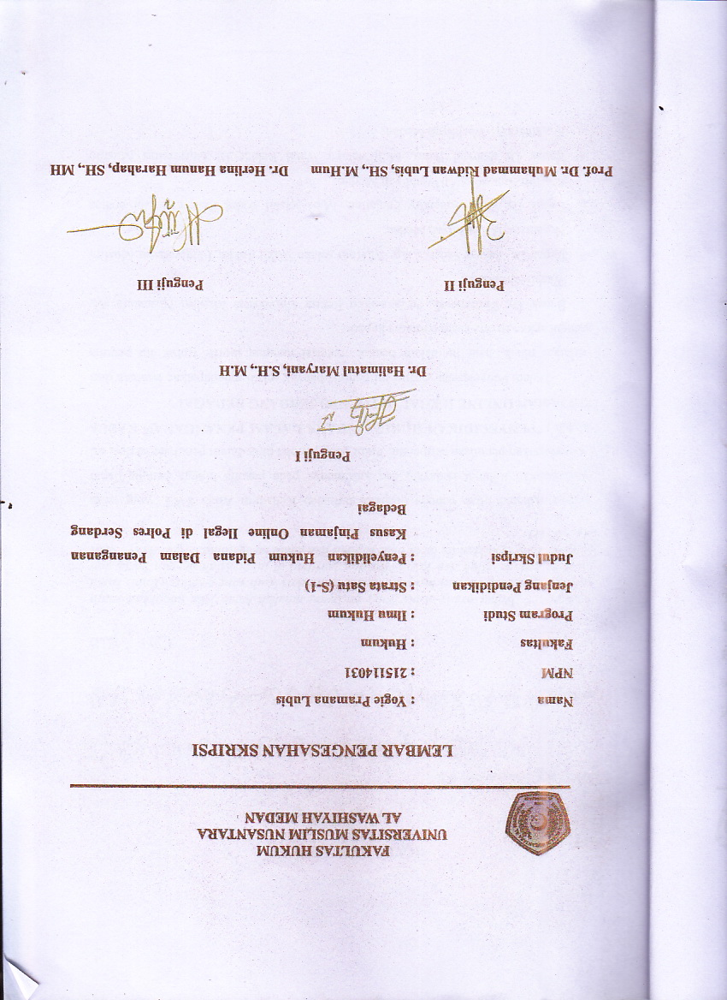 FAKULTAS HUKUM
UNIVERSITAS MUSLIM NUSANTARA
AL WASHIYAH MEDAN
LEMBAR PENGESAHAN SKRIPSI
Nama : Yogie Pramana Lubis
NPM : 215114031
Fakultas : Hukum
Program Studi : Ilmu Hukum
Jenjang Pendidikan : Strata Satu (S-1)
Judul Skripsi : Penyelidikan Hukum Pidana Dalam Penanganan
Kasus Pinjaman Online Ilegal di Polres Serdang
Bedagai
Penguji I
Dr. Halimatul Maryani, S.H., M.H
Penguji II Penguji III
Prof. Dr. Muhammad Ridwan Lubis, SH., M.Hum Dr. Herlina Hanum Harahap, SH., MH